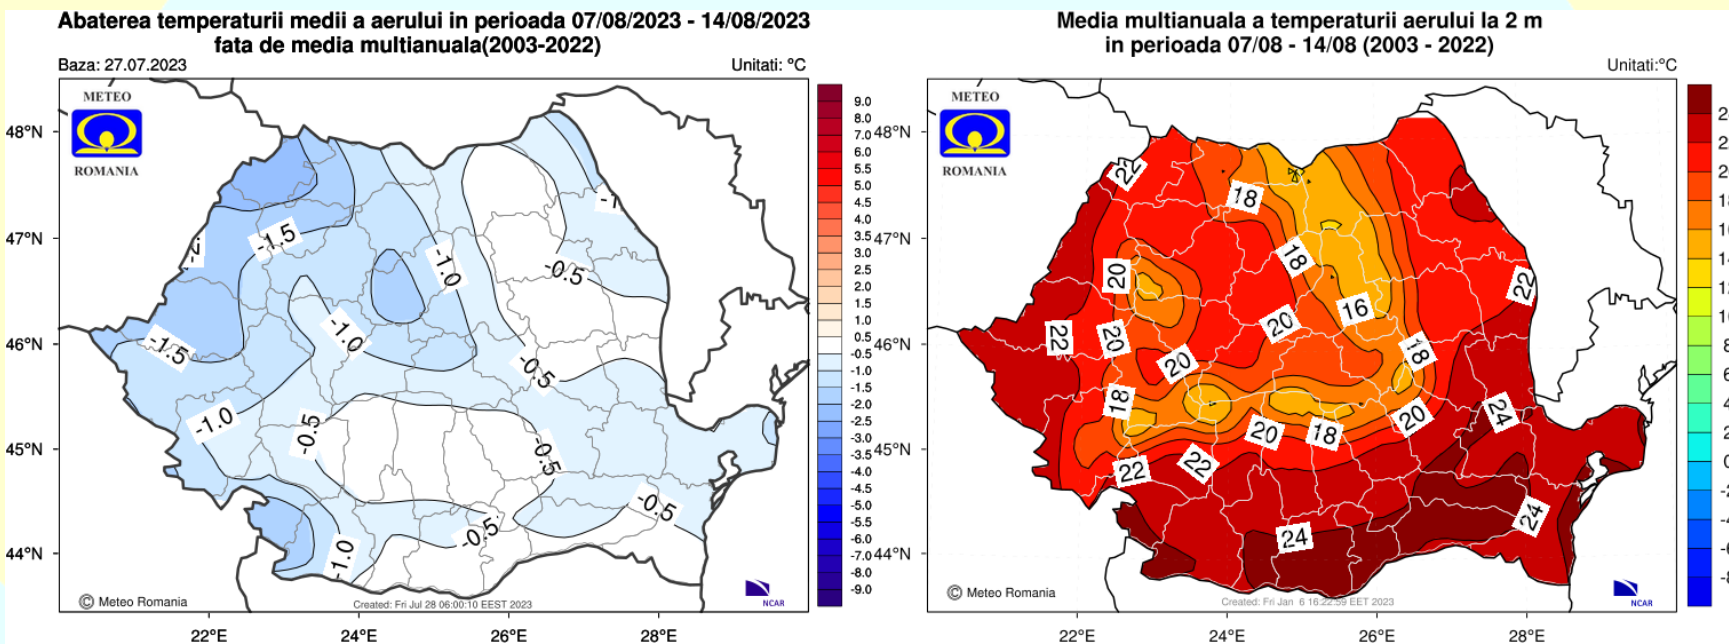 Abaterea temperaturii medii a aerului in perioada 07/08/2023 - 14/08/2023
fata de media multianuala(2003-2022)
Baza: 27.07.2023
Unitati: °C
METEO
ROMANIA
48°N
47°N
46°N
45°N
44°N
22°E
24°E
26°E
28°E
-1.5
-1.0
-0.5
-1.5
-1.0
-0.5
-1.0
-0.5
-0.5
-0.5
-0.5
-1.0
9.0
8.0
7.0
6.0
5.5
5.0
4.5
4.0
3.5
3.0
2.5
2.0
1.5
1.0
0.5
-0.5
-1.0
-1.5
-2.0
-2.5
-3.0
-3.5
-4.0
-4.5
-5.0
-5.5
-6.0
-7.0
-8.0
-9.0
© Meteo Romania
Created: Fri Jul 28 06:00:10 EEST 2023
NCAR
Media multianuala a temperaturii aerului la 2 m
in perioada 07/08 - 14/08 (2003 - 2022)
Unitati:°C
METEO
ROMANIA
48°N
47°N
46°N
45°N
44°N
22°E
24°E
26°E
28°E
22
18
18
20
22
16
20
22
20
18
20
18
24
20
20
18
22
22
24
24
© Meteo Romania
Created: Fri Jan 6 16:22:59 EET 2023
NCAR